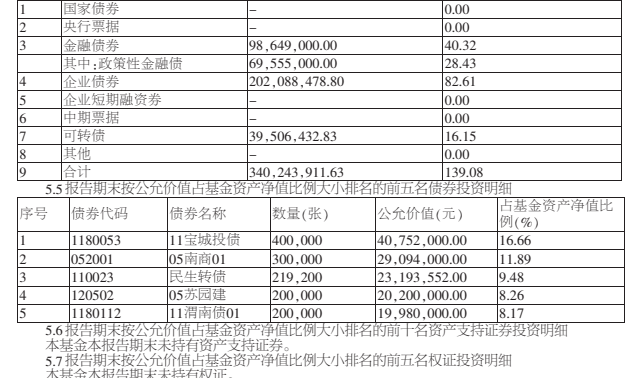 1 国家债券 – 0.00
2 央行票据 – 0.00
3 金融债券 98,649,000.00 40.32
其中:政策性金融债 69,555,000.00 28.43
4 企业债券 202,088,478.80 82.61
5 企业短期融资券 – 0.00
6 中期票据 – 0.00
7 可转债 39,506,432.83 16.15
8 其他 – 0.00
9 合计 340,243,911.63 139.08
5.5 报告期末按公允价值占基金资产净值比例大小排名的前五名债券投资明细
序号 债券代码 债券名称 数量(张) 公允价值(元) 占基金资产净值比
例(%)
1 1180053 11宝城投债 400,000 40,752,000.00 16.66
2 052001 05南商01 300,000 29,094,000.00 11.89
3 110023 民生转债 219,200 23,193,552.00 9.48
4 120502 05苏园建 200,000 20,200,000.00 8.26
5 1180112 11渭南债01 200,000 19,980,000.00 8.17
5.6 报告期末按公允价值占基金资产净值比例大小排名的前十名资产支持证券投资明细
本基金本报告期末未持有资产支持证券。
5.7 报告期末按公允价值占基金资产净值比例大小排名的前五名权证投资明细
本基金本报告期末未持有权证。